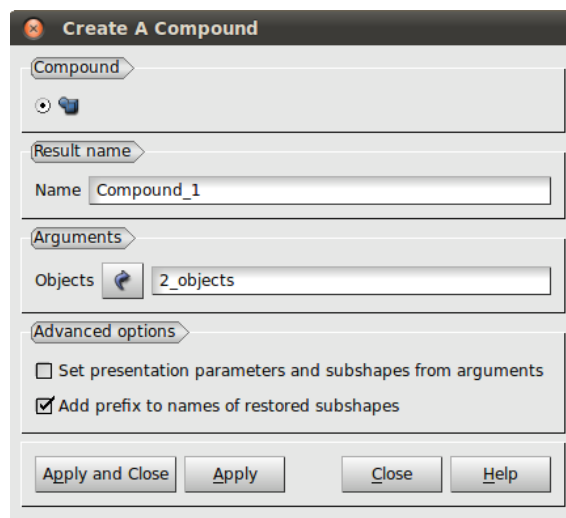 Create A Compound
Compound
Result name
Name Compound_1
Arguments
Objects 2_objects
Advanced options
Set presentation parameters and subshapes from arguments
Add prefix to names of restored subshapes
Apply and Close Apply Close Help